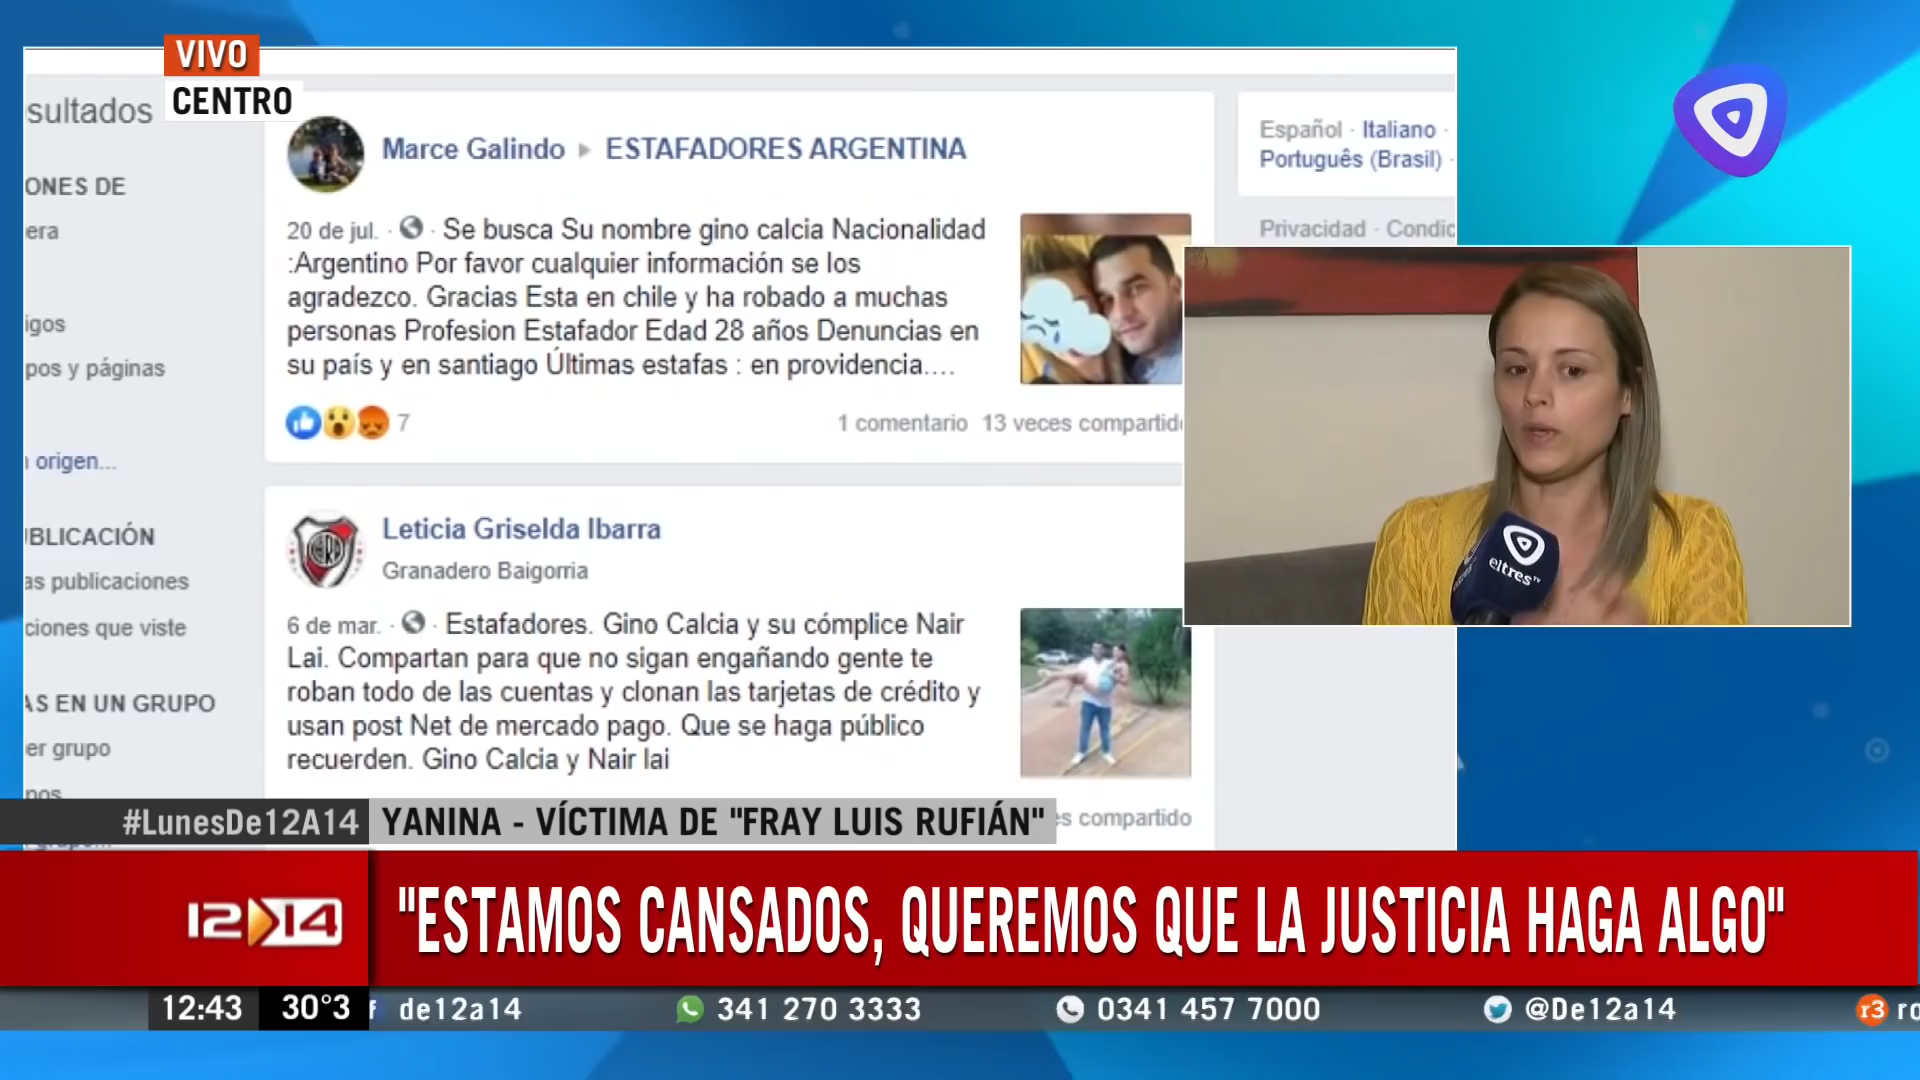 VIVO
CENTRO
esultados
ONES DE
era
igos
pos y páginas
origen...
UBLICACIÓN
as publicaciones
ciones que viste
AS EN UN GRUPO
er grupo
pos
Marce Galindo ▸ ESTAFADORES ARGENTINA
20 de jul. · Se busca Su nombre gino calcia Nacionalidad
:Argentino Por favor cualquier información se los
agradezco. Gracias Esta en chile y ha robado a muchas
personas Profesion Estafador Edad 28 años Denuncias en
su país y en santiago Últimas estafas : en providencia....
7
1 comentario 13 veces compartido
Leticia Griselda Ibarra
Granadero Baigorria
6 de mar. · Estafadores. Gino Calcia y su cómplice Nair
Lai. Compartan para que no sigan engañando gente te
roban todo de las cuentas y clonan las tarjetas de crédito y
usan post Net de mercado pago. Que se haga público
recuerden. Gino Calcia y Nair lai
es compartido
Español · Italiano ·
Português (Brasil) ·
Privacidad · Condic
eltresTV
#LunesDe12A14
YANINA - VÍCTIMA DE "FRAY LUIS RUFIÁN"
12 14
"ESTAMOS CANSADOS, QUEREMOS QUE LA JUSTICIA HAGA ALGO"
12:43 30°3 f de12a14 341 270 3333 0341 457 7000 @De12a14 r3 ro